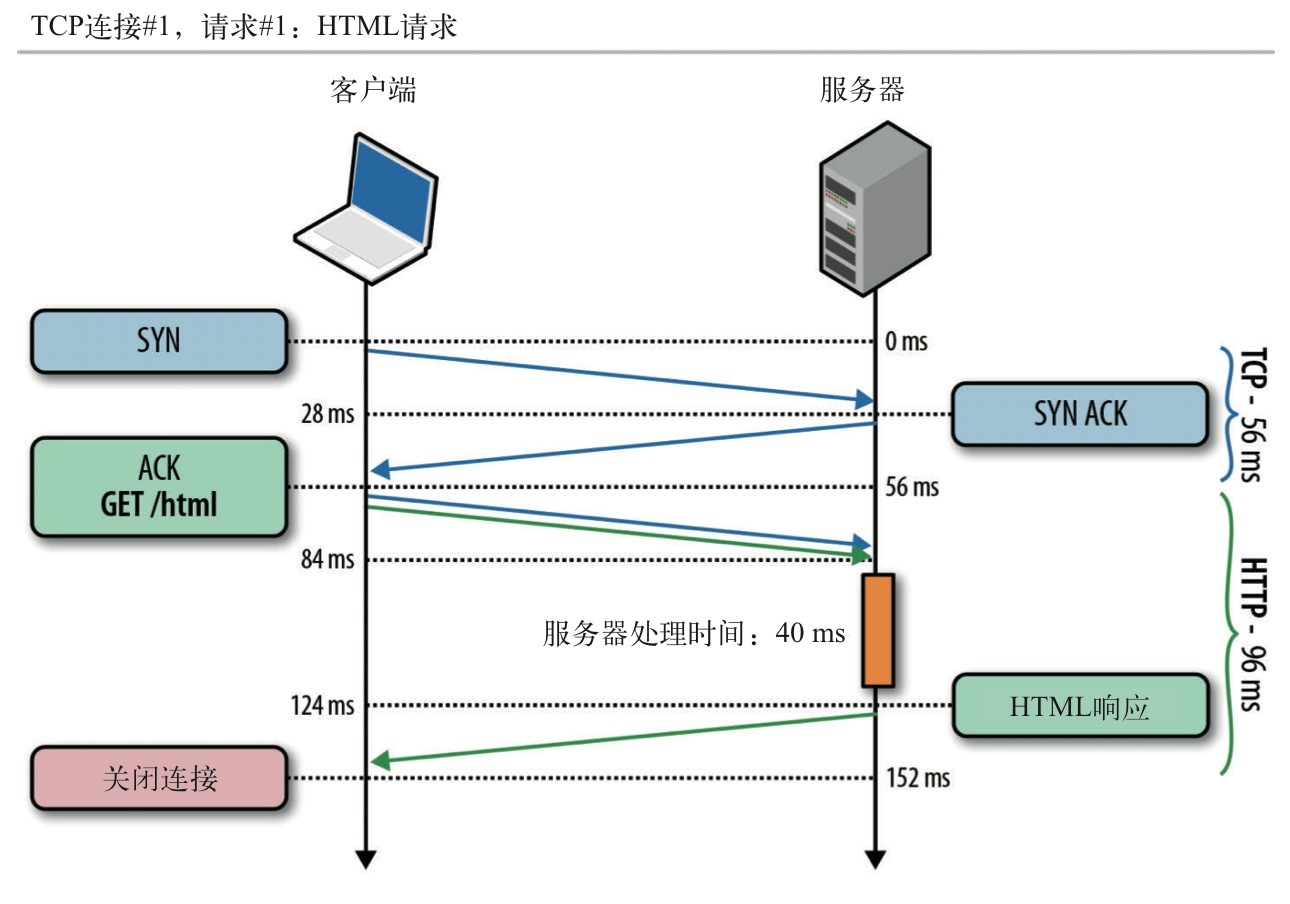 TCP连接#1，请求#1：HTML请求
客户端
服务器
SYN
0 ms
28 ms
SYN ACK
TCP - 56 ms
ACK
GET /html
56 ms
84 ms
服务器处理时间：40 ms
HTTP - 96 ms
124 ms
HTML响应
关闭连接
152 ms